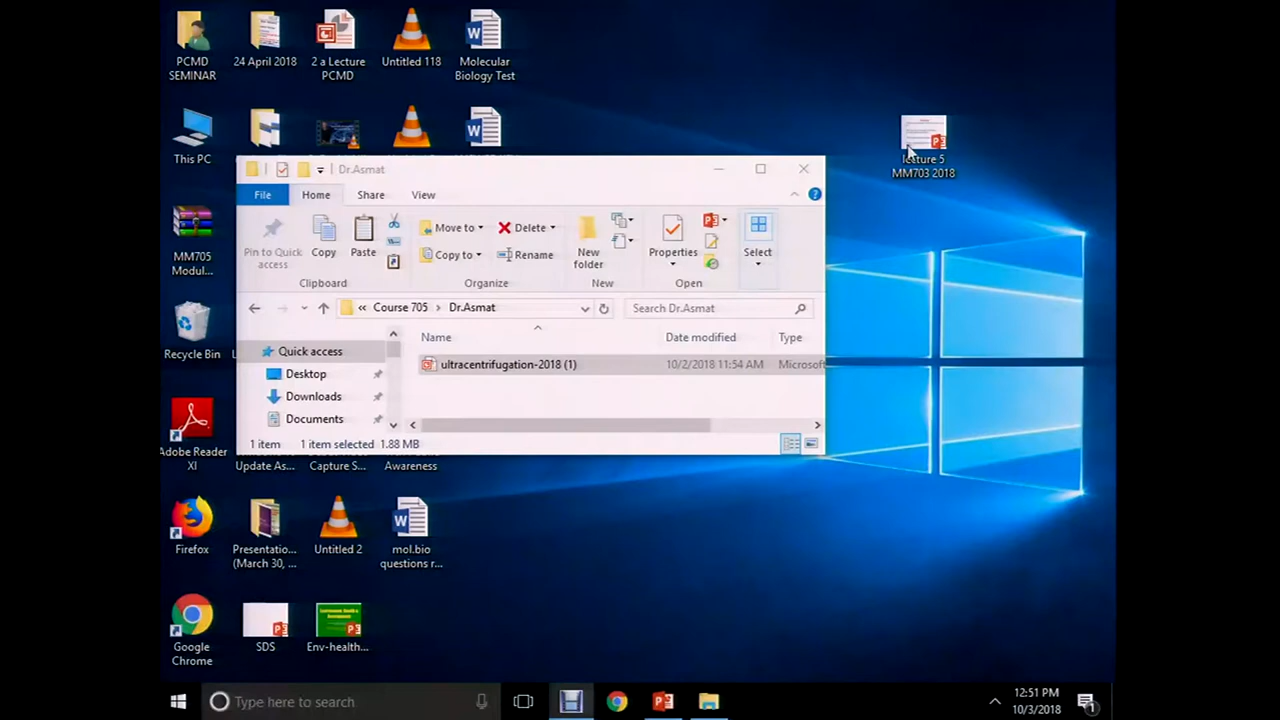 PCMD
SEMINAR
24 April 2018
2 a Lecture
PCMD
Untitled 118
Molecular
Biology Test
This PC
lecture 5
MM703 2018
Dr.Asmat
File
Home
Share
View
Pin to Quick
access
Copy
Paste
Move to
Copy to
Delete
Rename
New
folder
Properties
Select
Clipboard
Organize
New
Open
« Course 705 › Dr.Asmat
Search Dr.Asmat
Name
Date modified
Type
Quick access
Desktop
Downloads
Documents
ultracentrifugation-2018 (1)
10/2/2018 11:54 AM
Microsoft
1 item
1 item selected 1.88 MB
MM705
Modul...
Recycle Bin
Adobe Reader
XI
Update As...
Capture S...
Awareness
Firefox
Presentatio...
(March 30, ...
Untitled 2
mol.bio
questions r...
Google
Chrome
SDS
Env-health...
Type here to search
12:51 PM
10/3/2018
1